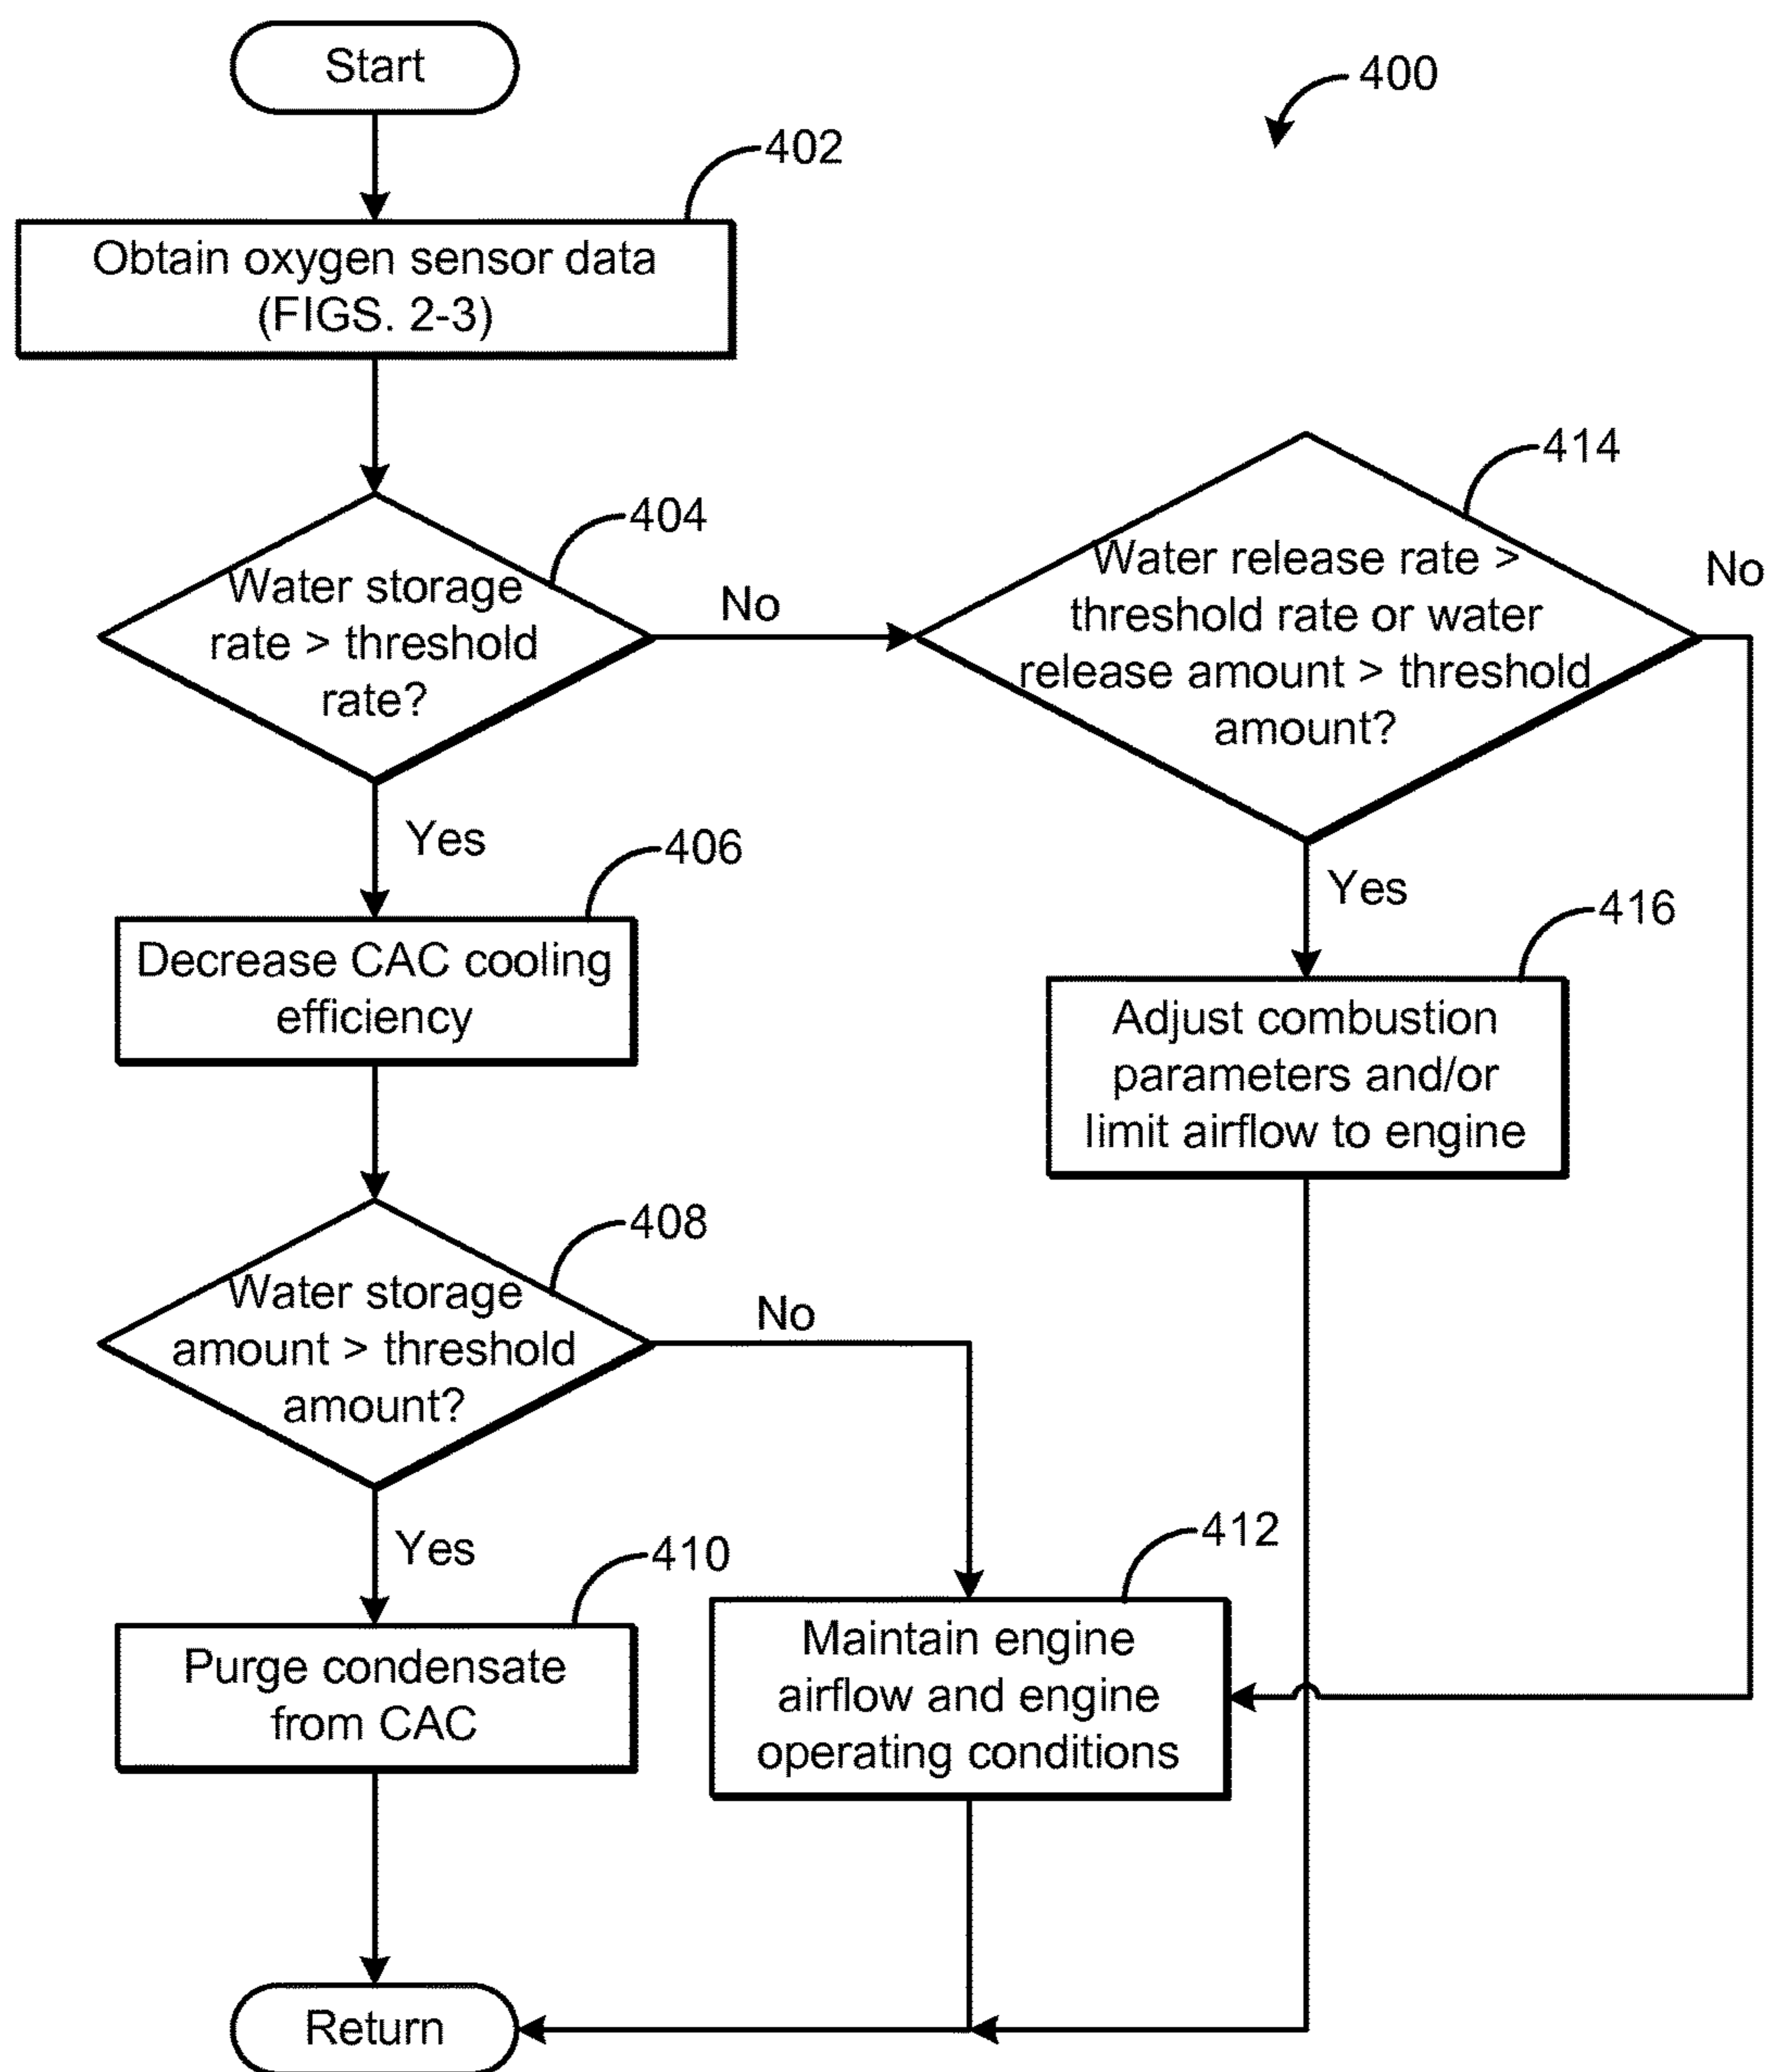 Start
400
402
Obtain oxygen sensor data
(FIGS. 2-3)
404
Water storage
rate > threshold
rate?
No
414
Water release rate >
threshold rate or water
release amount > threshold
amount?
No
Yes
406
Decrease CAC cooling
efficiency
Yes
416
Adjust combustion
parameters and/or
limit airflow to engine
408
Water storage
amount > threshold
amount?
No
Yes
410
Purge condensate
from CAC
412
Maintain engine
airflow and engine
operating conditions
Return